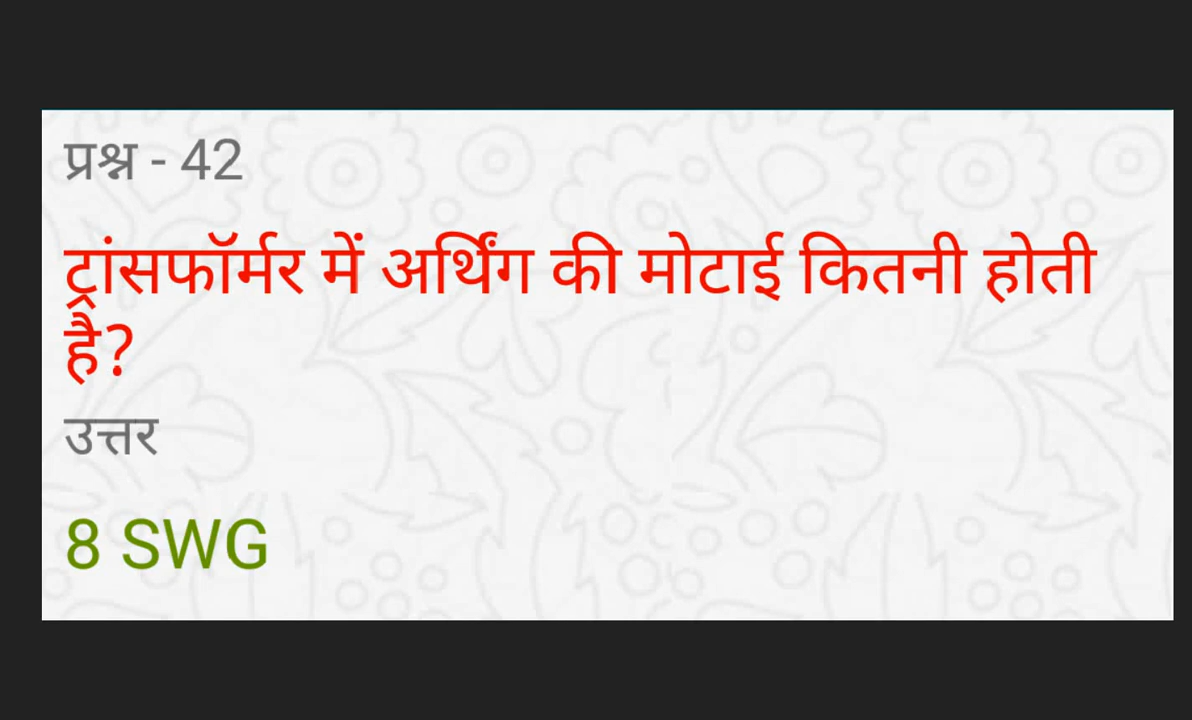 प्रश्न - 42
ट्रांसफॉर्मर में अर्थिंग की मोटाई कितनी होती
है?
उत्तर
8 SWG